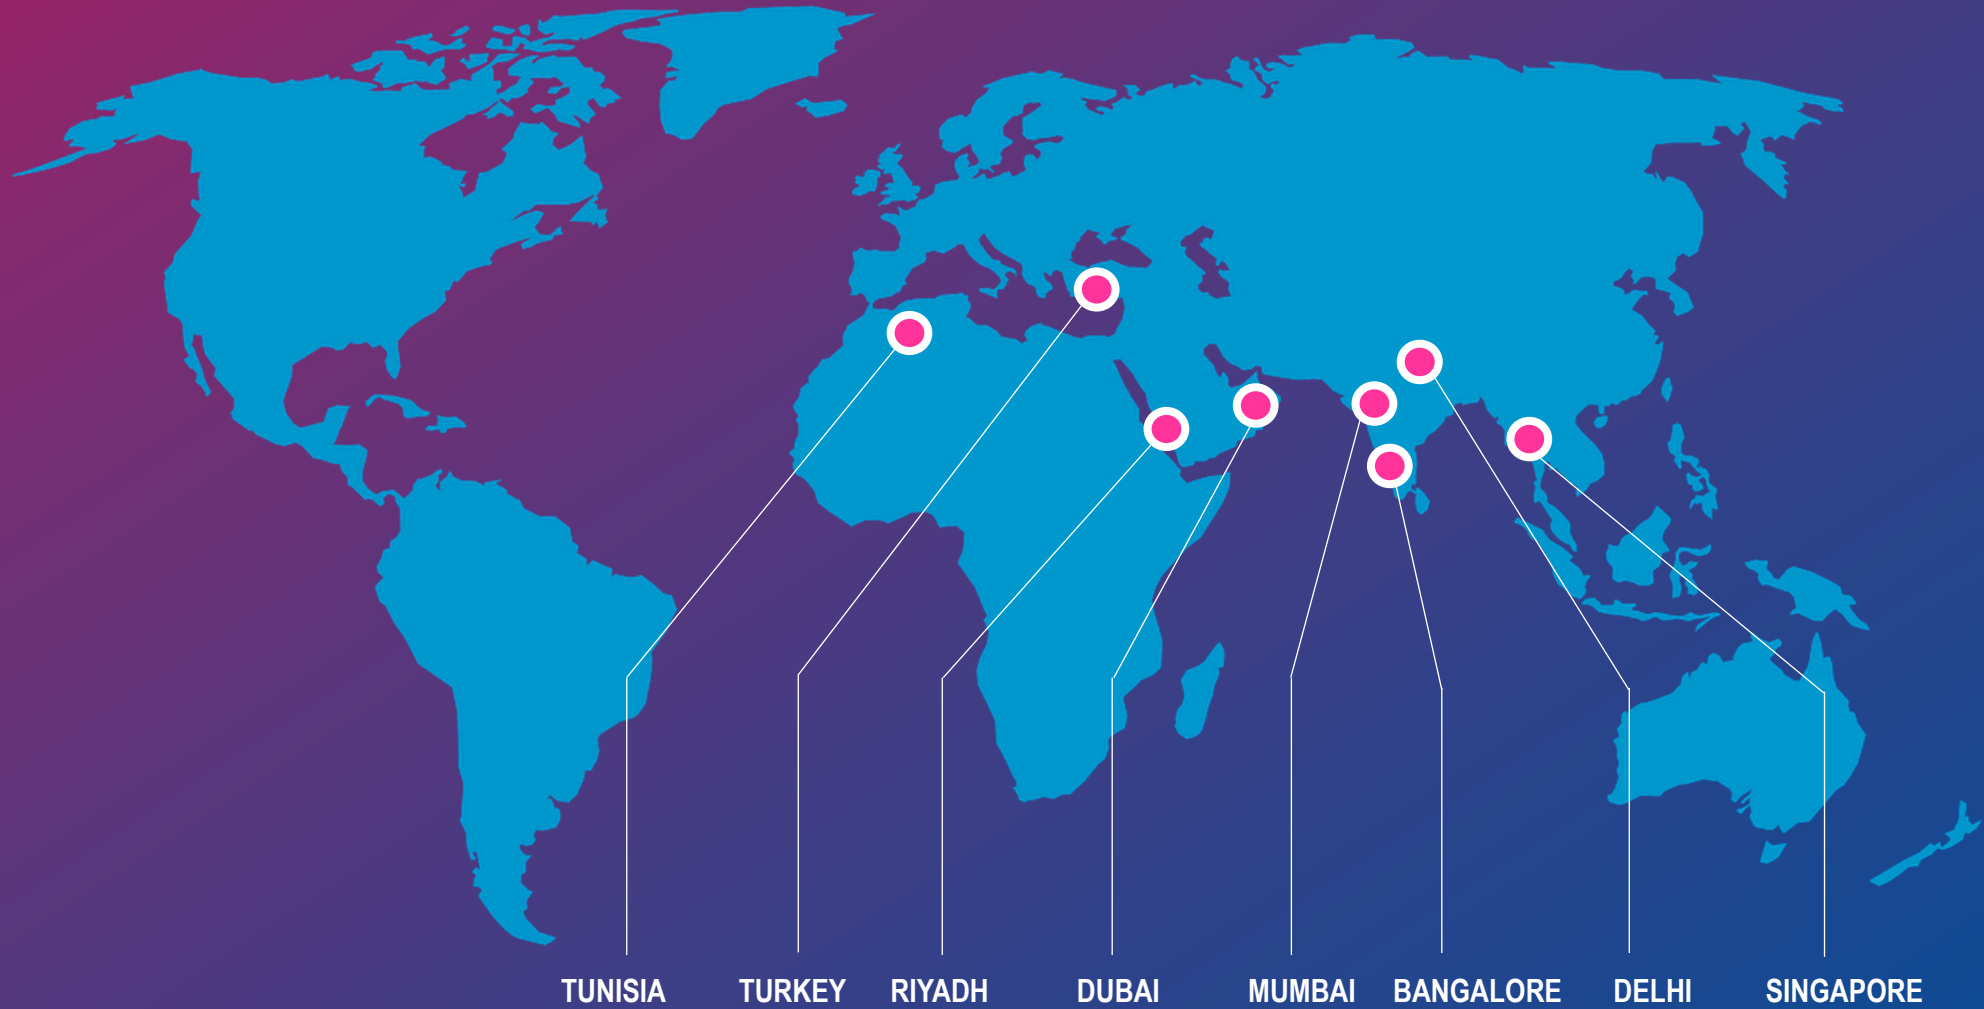 TUNISIA
TURKEY
RIYADH
DUBAI
MUMBAI
BANGALORE
DELHI
SINGAPORE